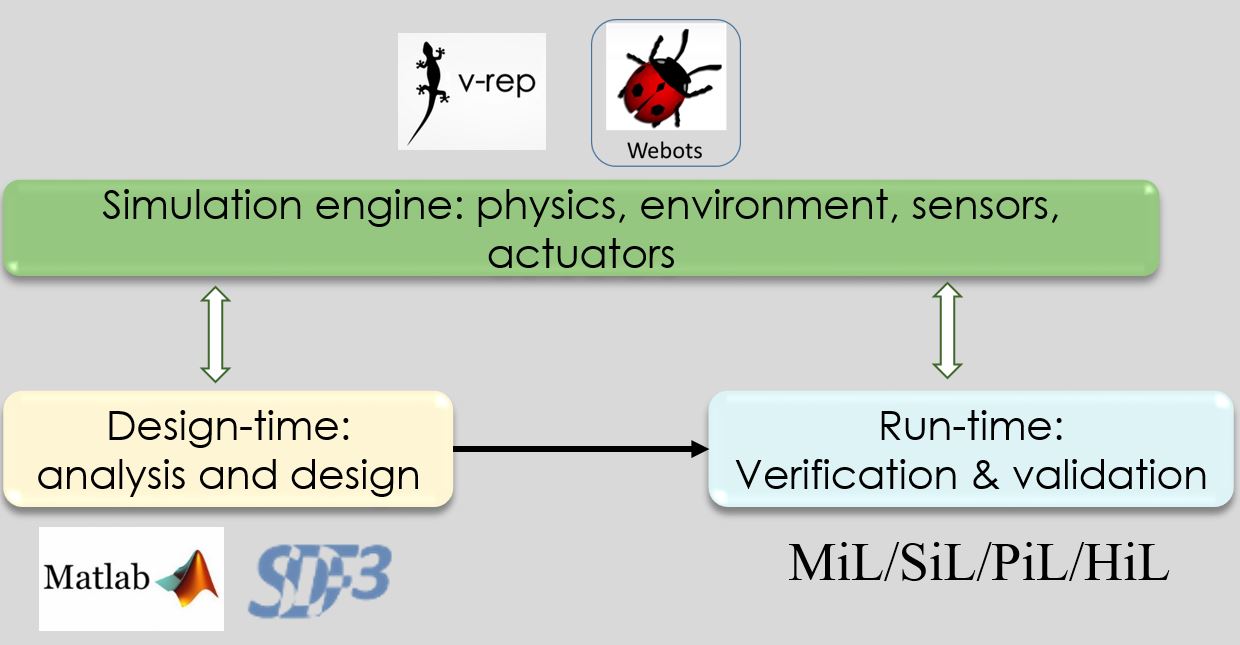 v-rep
Webots
Simulation engine: physics, environment, sensors,
actuators
Design-time:
analysis and design
Run-time:
Verification & validation
Matlab
SDF3
MiL/SiL/PiL/HiL